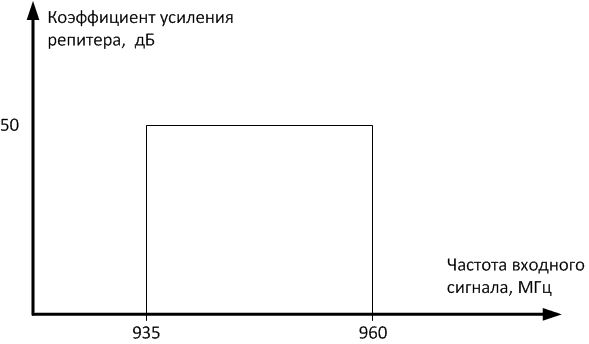 Коэффициент усиления
репитера, дБ
50
Частота входного
сигнала, МГц
935
960